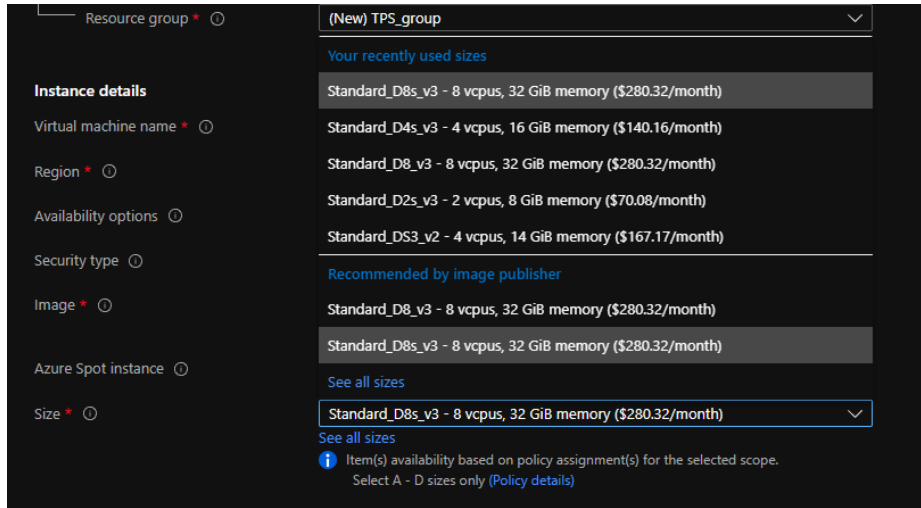 Resource group *
(New) TPS_group
Your recently used sizes
Instance details
Standard_D8s_v3 - 8 vcpus, 32 GiB memory ($280.32/month)
Virtual machine name *
Standard_D4s_v3 - 4 vcpus, 16 GiB memory ($140.16/month)
Region *
Standard_D8_v3 - 8 vcpus, 32 GiB memory ($280.32/month)
Standard_D2s_v3 - 2 vcpus, 8 GiB memory ($70.08/month)
Availability options
Standard_DS3_v2 - 4 vcpus, 14 GiB memory ($167.17/month)
Security type
Recommended by image publisher
Image *
Standard_D8_v3 - 8 vcpus, 32 GiB memory ($280.32/month)
Standard_D8s_v3 - 8 vcpus, 32 GiB memory ($280.32/month)
Azure Spot instance
See all sizes
Size *
Standard_D8s_v3 - 8 vcpus, 32 GiB memory ($280.32/month)
See all sizes
Item(s) availability based on policy assignment(s) for the selected scope.
Select A - D sizes only (Policy details)